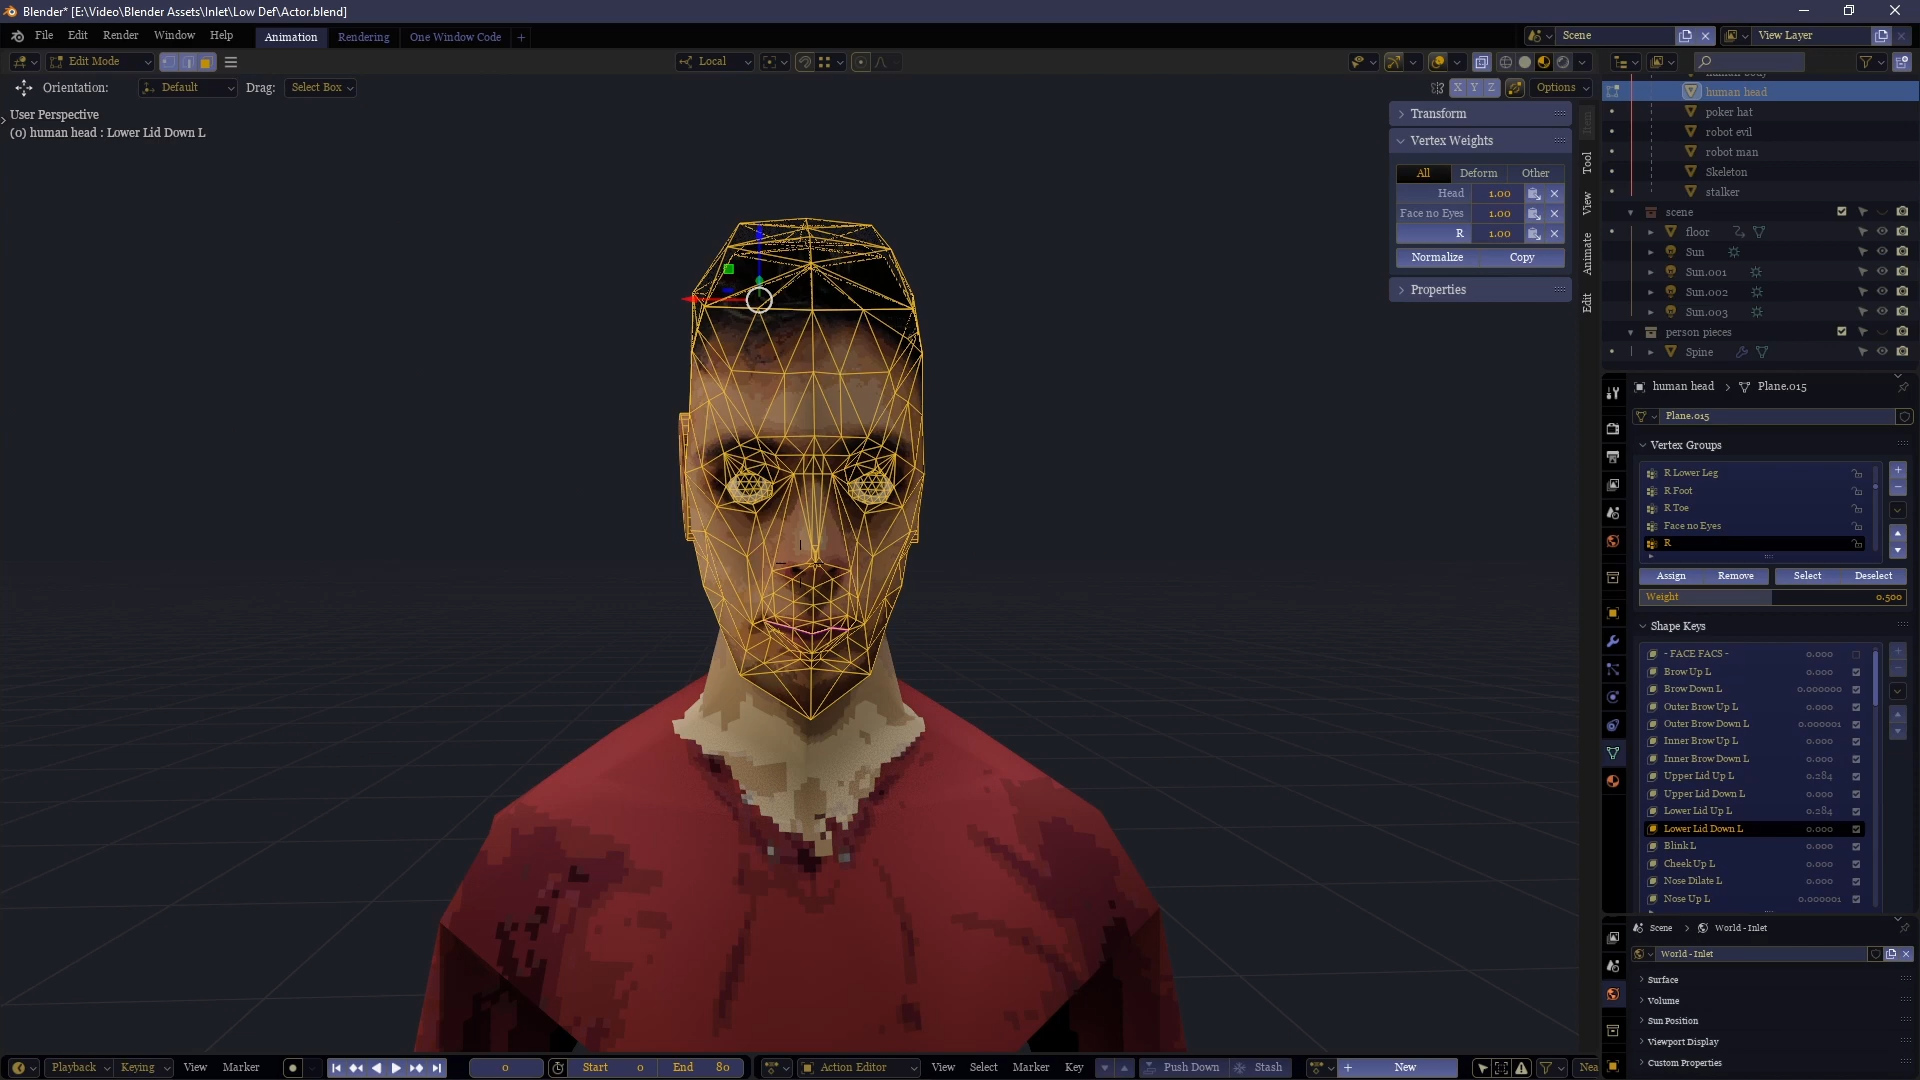 Blender* [E:\Video\Blender Assets\Inlet\Low Def\Actor.blend]
File Edit Render Window Help Animation Rendering One Window Code + Scene View Layer
Edit Mode Local
Orientation: Default Drag: Select Box X Y Z Options
User Perspective
(0) human head : Lower Lid Down L
Transform
Vertex Weights
All Deform Other
Head 1.00
Face no Eyes 1.00
R 1.00
Normalize Copy
Properties
Item
Tool
View
Animate
Edit
human body
human head
poker hat
robot evil
robot man
Skeleton
stalker
scene
floor
Sun
Sun.001
Sun.002
Sun.003
person pieces
Spine
human head > Plane.015
Plane.015
Vertex Groups
R Lower Leg
R Foot
R Toe
Face no Eyes
R
Assign Remove Select Deselect
Weight 0.500
Shape Keys
- FACE FACS - 0.000
Brow Up L 0.000
Brow Down L 0.000000
Outer Brow Up L 0.000
Outer Brow Down L 0.000001
Inner Brow Up L 0.000
Inner Brow Down L 0.000
Upper Lid Up L 0.284
Upper Lid Down L 0.000
Lower Lid Up L 0.284
Lower Lid Down L 0.000
Blink L 0.000
Cheek Up L 0.000
Nose Dilate L 0.000
Nose Up L 0.000001
Scene > World - Inlet
World - Inlet
Surface
Volume
Sun Position
Viewport Display
Custom Properties
Playback Keying View Marker 0 Start 0 End 80 Action Editor View Select Marker Key Push Down Stash + New Nea